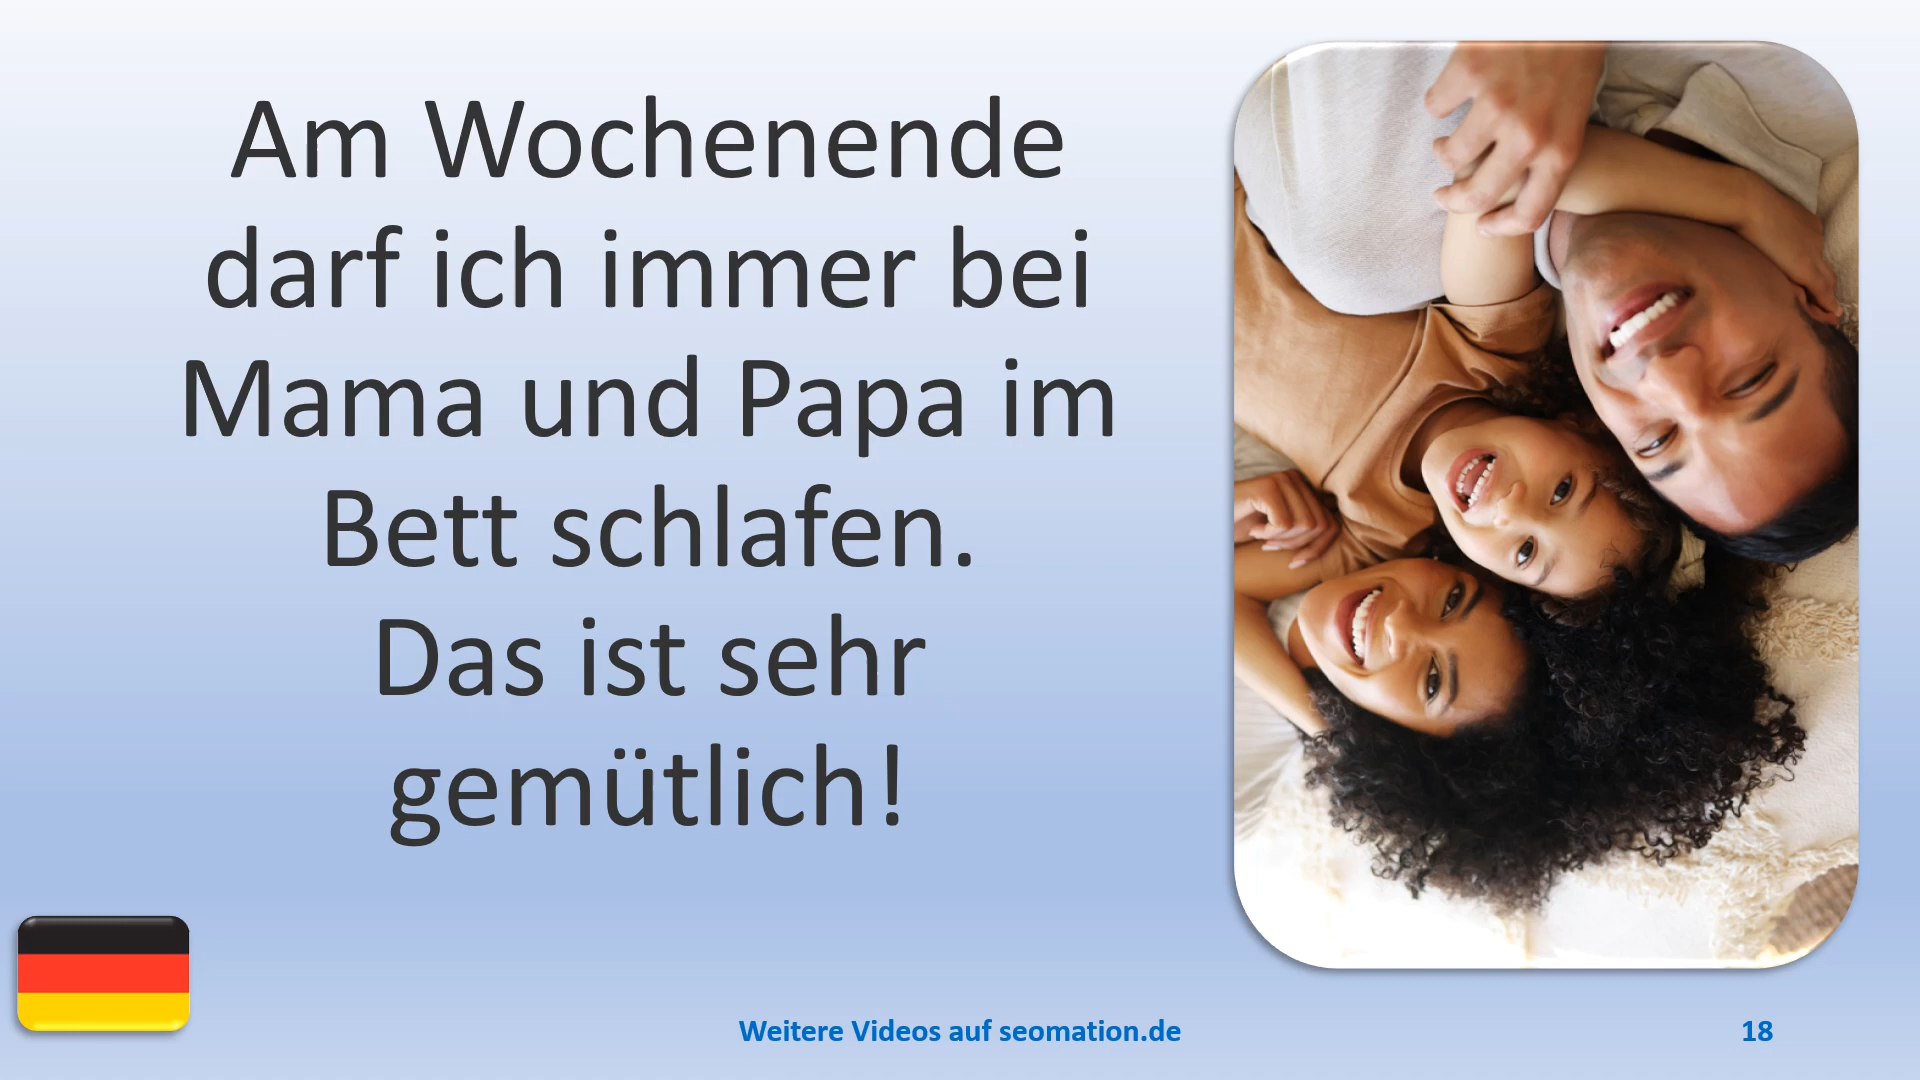 Am Wochenende
darf ich immer bei
Mama und Papa im
Bett schlafen.
Das ist sehr
gemütlich!
Weitere Videos auf seomation.de
18